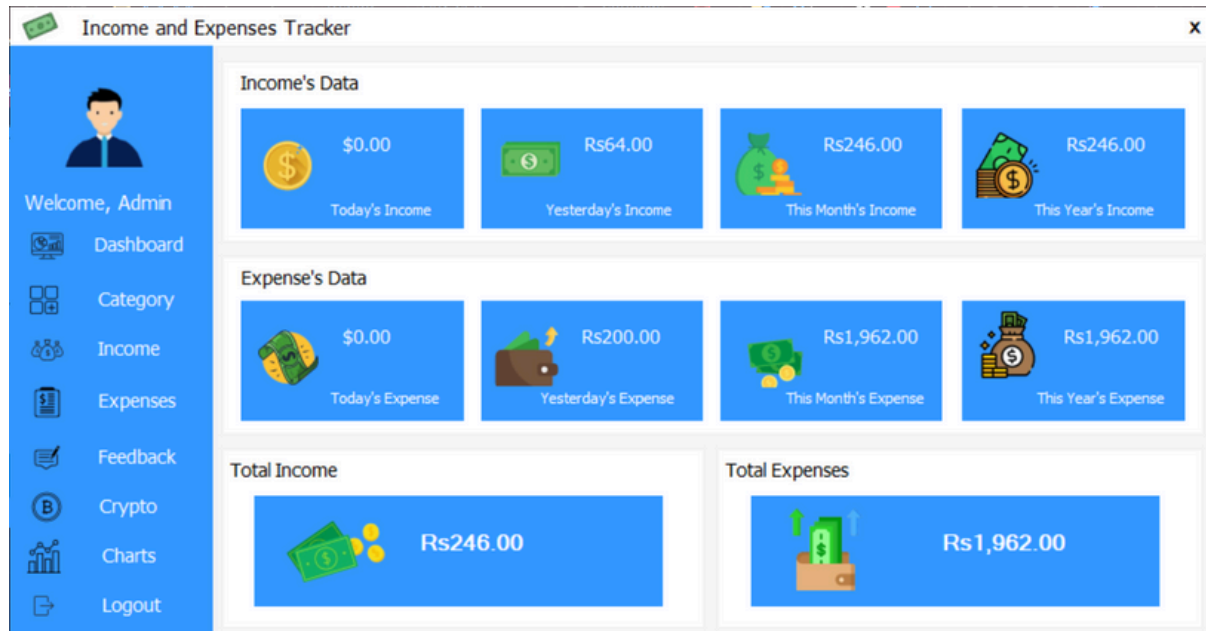 Income and Expenses Tracker
X
Welcome, Admin
Dashboard
Category
Income
Expenses
Feedback
Crypto
Charts
Logout
Income's Data
$0.00
Today's Income
Rs64.00
Yesterday's Income
Rs246.00
This Month's Income
Rs246.00
This Year's Income
Expense's Data
$0.00
Today's Expense
Rs200.00
Yesterday's Expense
Rs1,962.00
This Month's Expense
Rs1,962.00
This Year's Expense
Total Income
Rs246.00
Total Expenses
Rs1,962.00